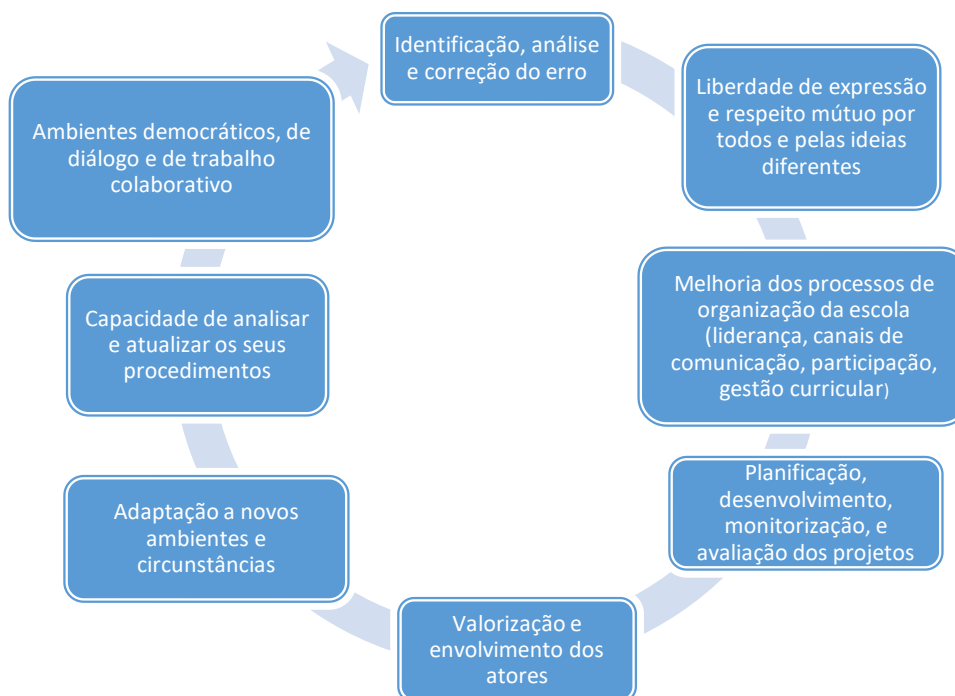 Identificação, análise
e correção do erro
Liberdade de expressão
e respeito mútuo por
todos e pelas ideias
diferentes
Melhoria dos processos de
organização da escola
(liderança, canais de
comunicação, participação,
gestão curricular)
Planificação,
desenvolvimento,
monitorização, e
avaliação dos projetos
Valorização e
envolvimento dos
atores
Adaptação a novos
ambientes e
circunstâncias
Capacidade de analisar
e atualizar os seus
procedimentos
Ambientes democráticos, de
diálogo e de trabalho
colaborativo